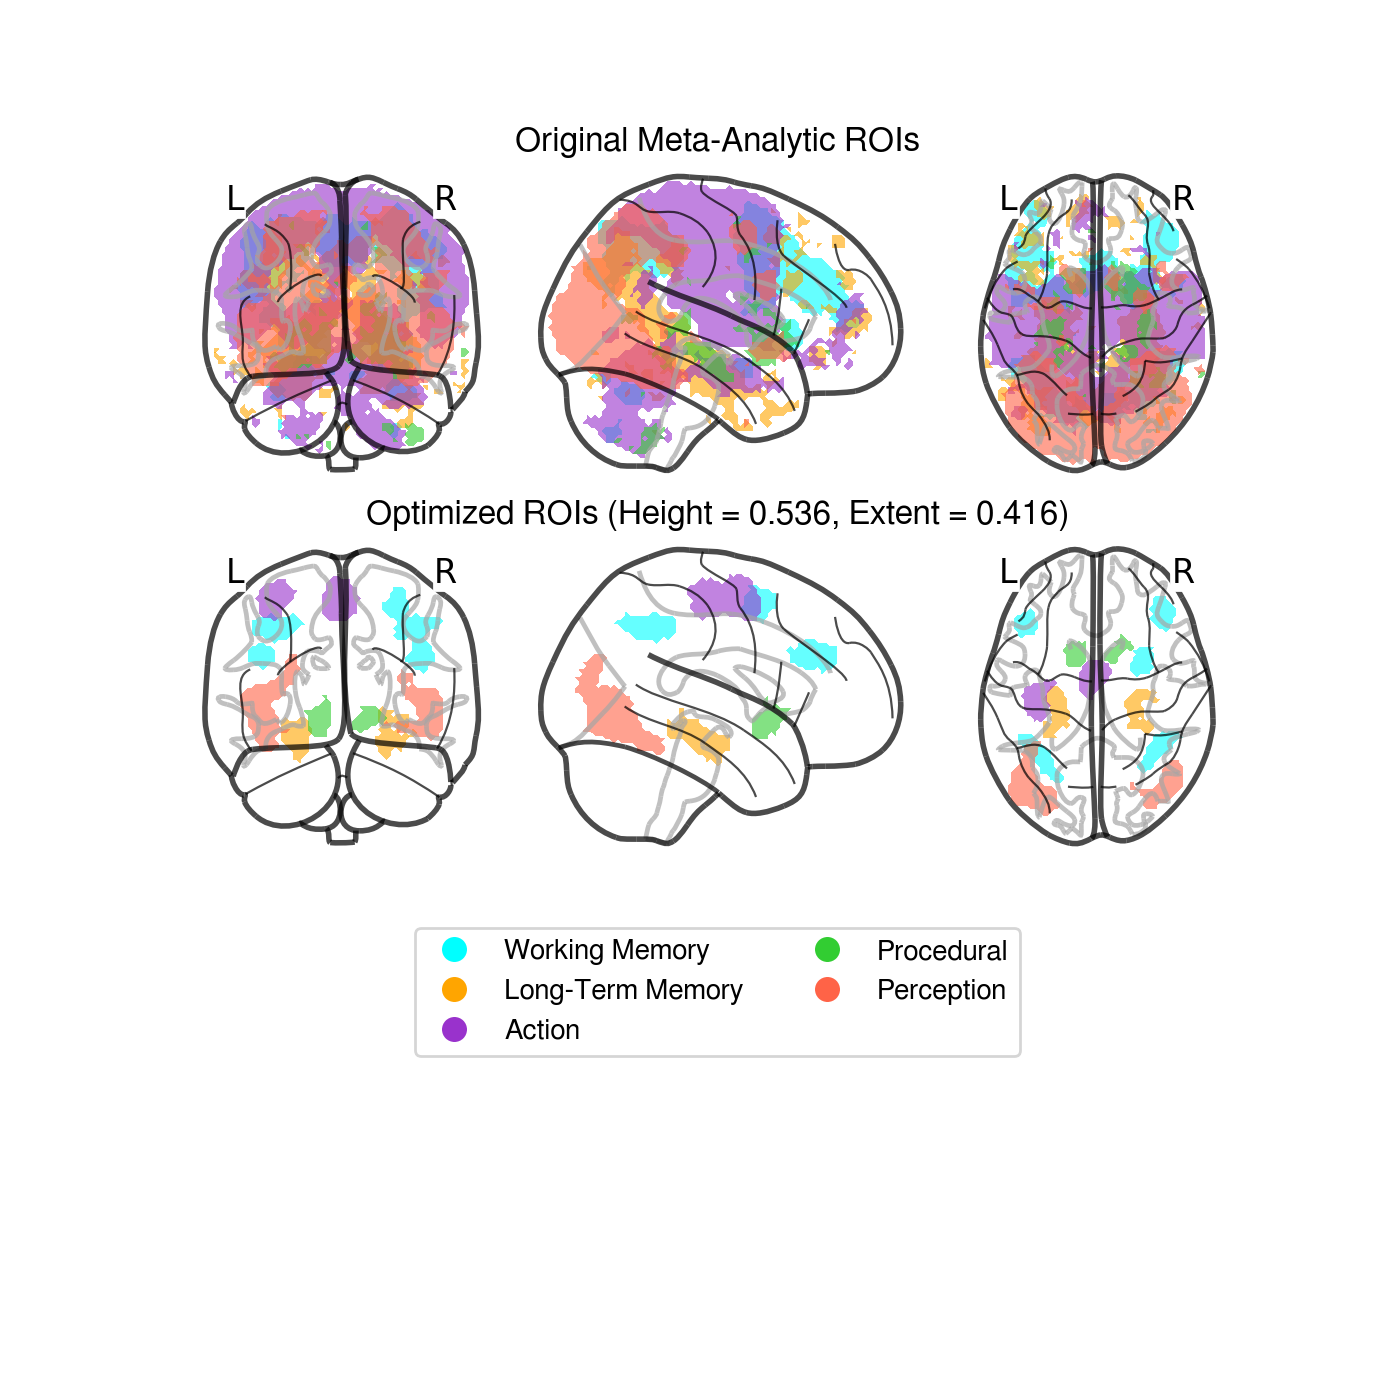 Original Meta-Analytic ROIs
L R L R
Optimized ROIs (Height = 0.536, Extent = 0.416)
L R L R
Working Memory
Long-Term Memory
Action
Procedural
Perception